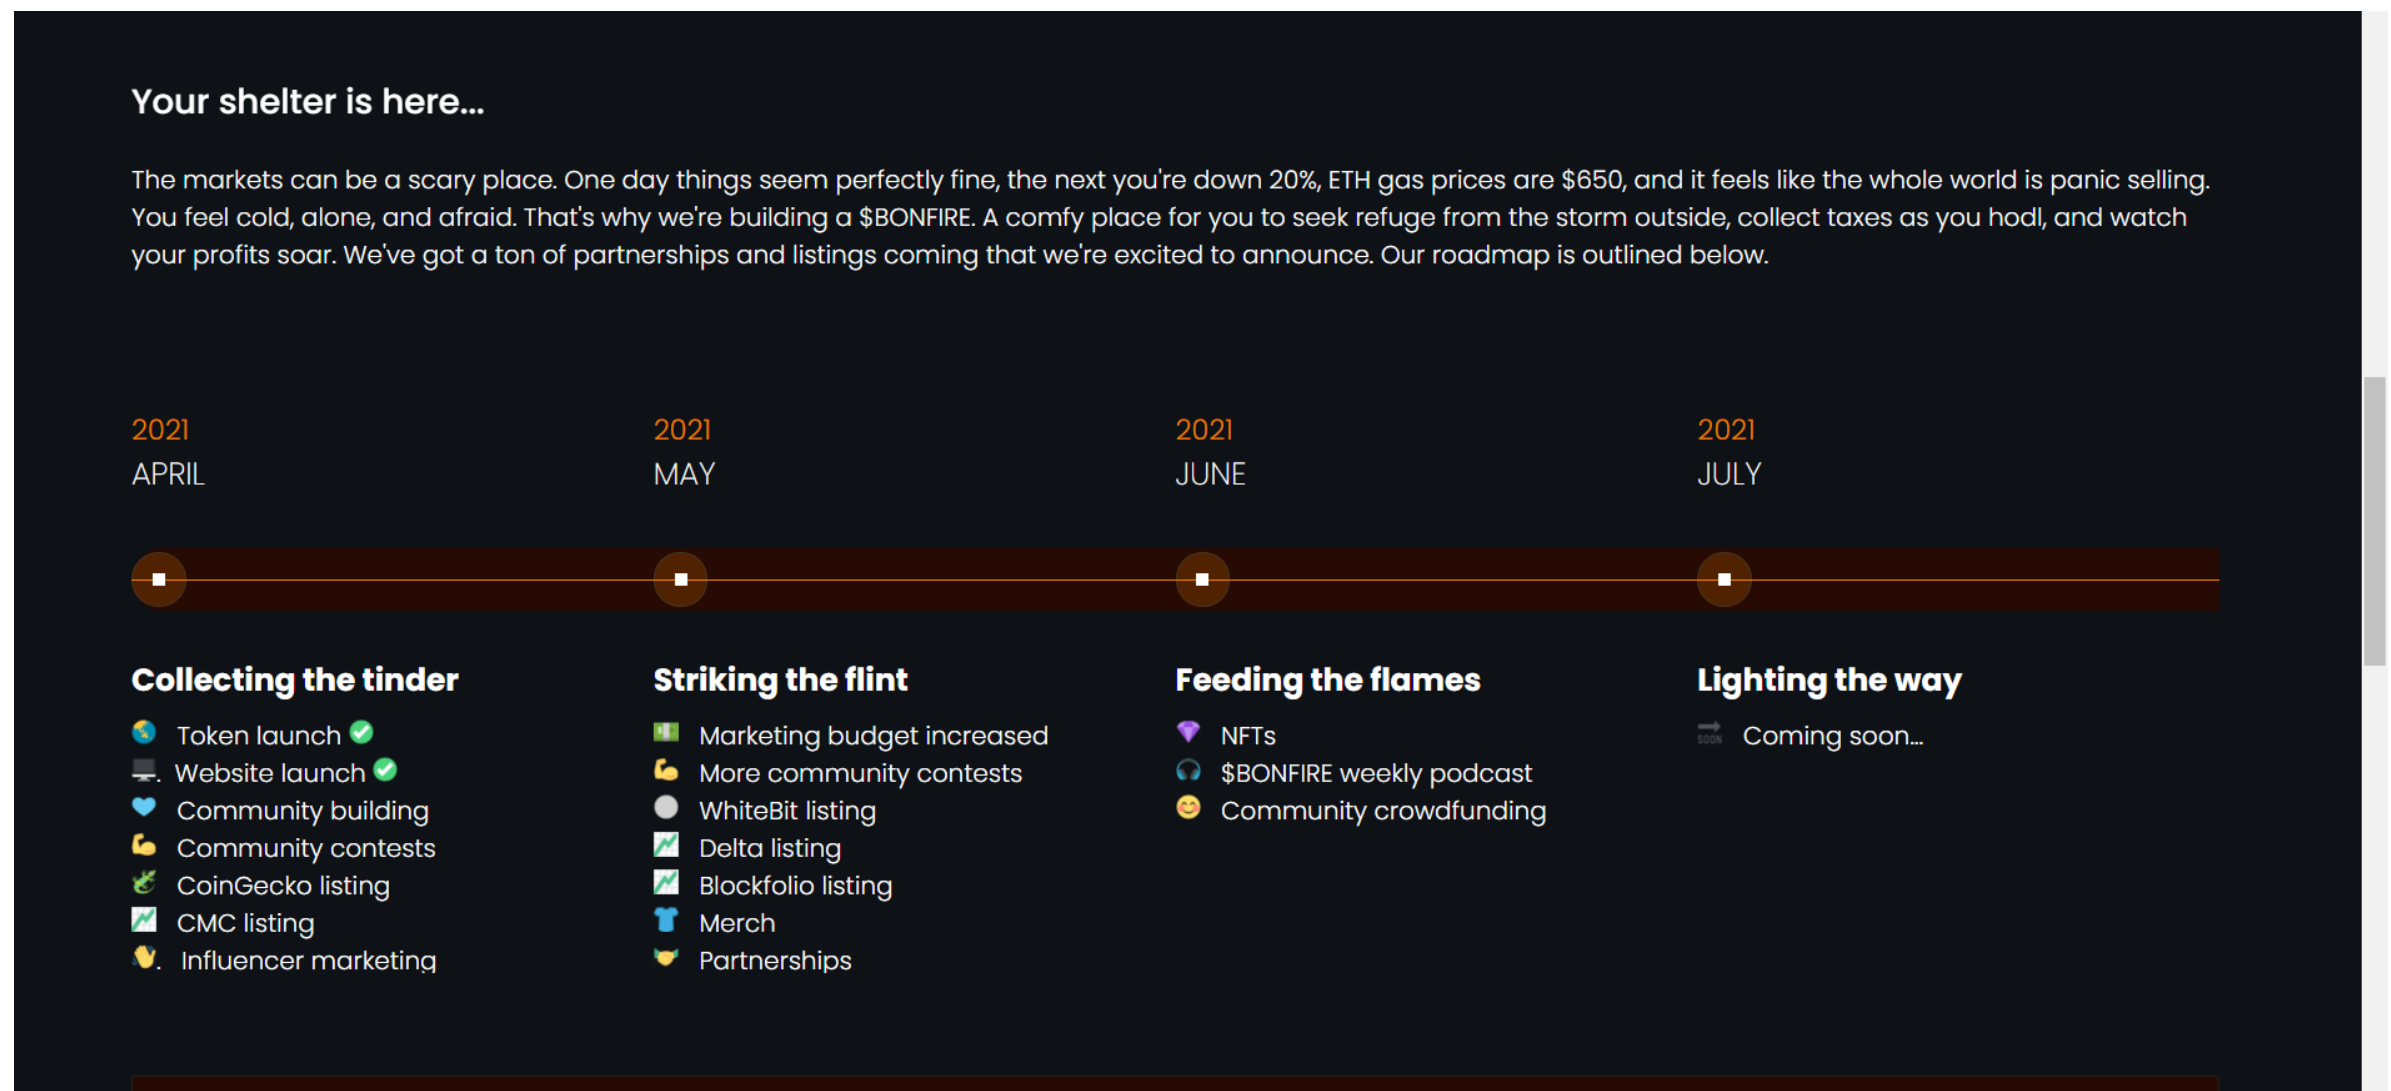 Your shelter is here...
The markets can be a scary place. One day things seem perfectly fine, the next you're down 20%, ETH gas prices are $650, and it feels like the whole world is panic selling.
You feel cold, alone, and afraid. That's why we're building a $BONFIRE. A comfy place for you to seek refuge from the storm outside, collect taxes as you hodl, and watch
your profits soar. We've got a ton of partnerships and listings coming that we're excited to announce. Our roadmap is outlined below.
2021
APRIL
Collecting the tinder
Token launch
. Website launch
Community building
Community contests
CoinGecko listing
CMC listing
. Influencer marketing
2021
MAY
Striking the flint
Marketing budget increased
More community contests
WhiteBit listing
Delta listing
Blockfolio listing
Merch
Partnerships
2021
JUNE
Feeding the flames
NFTs
$BONFIRE weekly podcast
Community crowdfunding
2021
JULY
Lighting the way
SOON Coming soon...